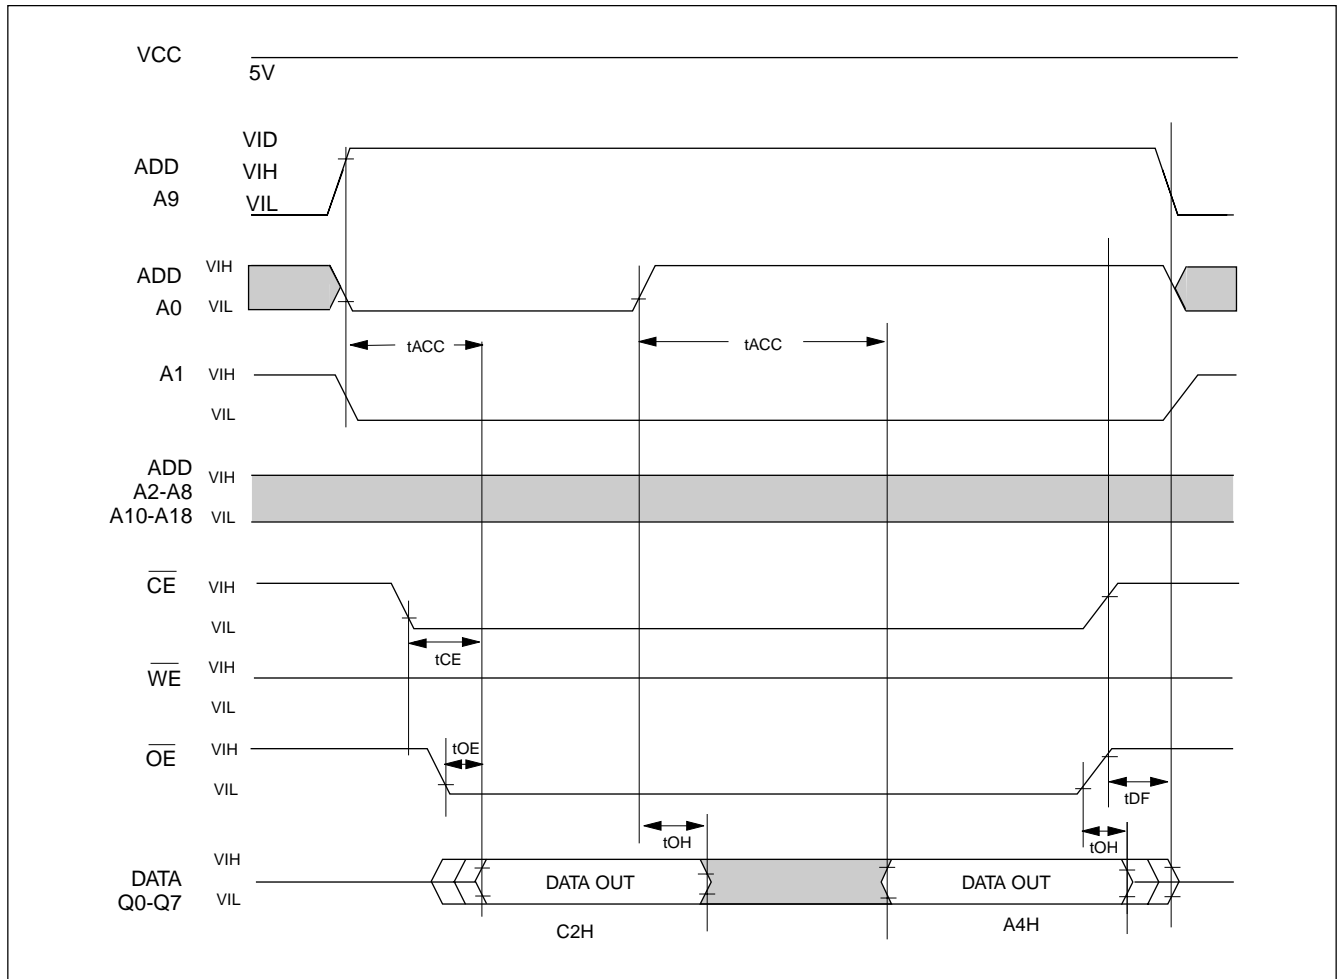 VCC
5V
VID
ADD
VIH
A9
VIL
ADD
VIH
A0
VIL
tACC
tACC
A1
VIH
VIL
ADD
VIH
A2-A8
A10-A18
VIL
CE
VIH
VIL
tCE
WE
VIH
VIL
OE
VIH
tOE
VIL
tDF
tOH
tOH
VIH
DATA
DATA OUT
DATA OUT
Q0-Q7
VIL
C2H
A4H